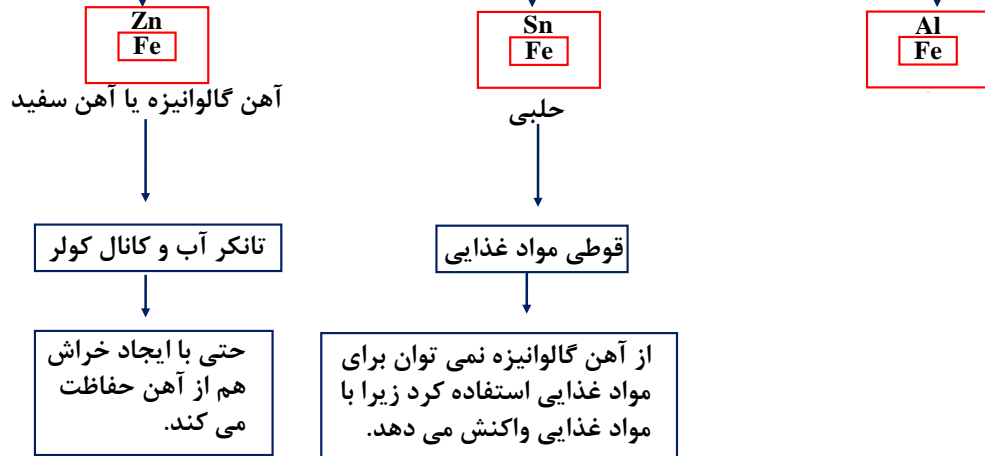 Zn
Fe
آهن گالوانیزه یا آهن سفید
تانکر آب و کانال کولر
حتی با ایجاد خراش
هم از آهن حفاظت
می کند.
Sn
Fe
حلبی
قوطی مواد غذایی
از آهن گالوانیزه نمی توان برای
مواد غذایی استفاده کرد زیرا با
مواد غذایی واکنش می دهد.
Al
Fe